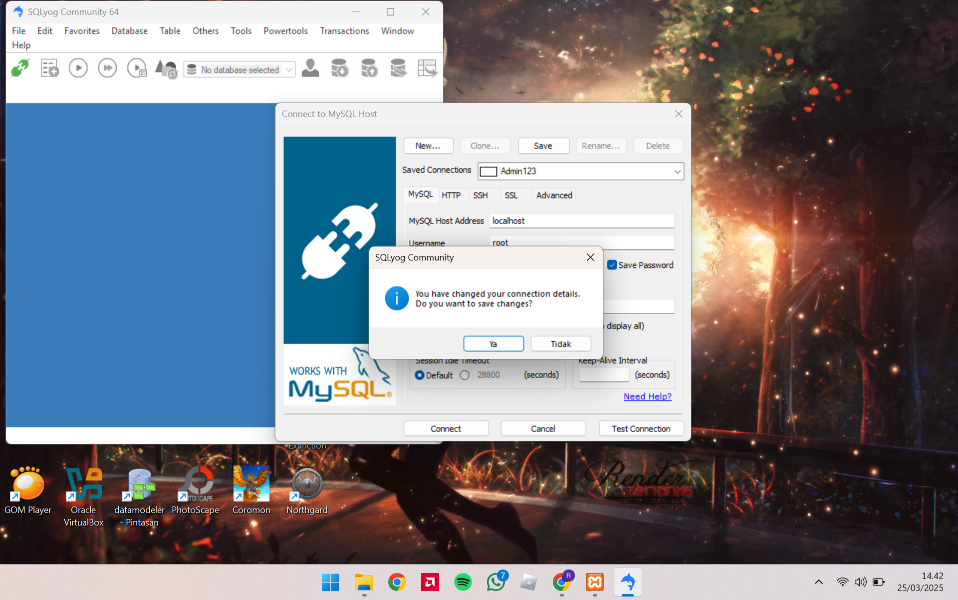 SQLyog Community 64
File Edit Favorites Database Table Others Tools Powertools Transactions Window
Help
No database selected
Connect to MySQL Host
New... Clone... Save Rename... Delete
Saved Connections Admin123
MySQL HTTP SSH SSL Advanced
MySQL Host Address localhost
Username root
SQLyog Community
Save Password
You have changed your connection details.
Do you want to save changes?
display all)
Ya Tidak
Session Idle Timeout Keep-Alive Interval
Default 28800 (seconds) (seconds)
WORKS WITH
MySQL®
Need Help?
Connect Cancel Test Connection
Extinction
Render
GOM Player
Oracle
VirtualBox
datamodeler
- Pintasan
PhotoScape
Coromon
Northgard
7
R
14.42
25/03/2025